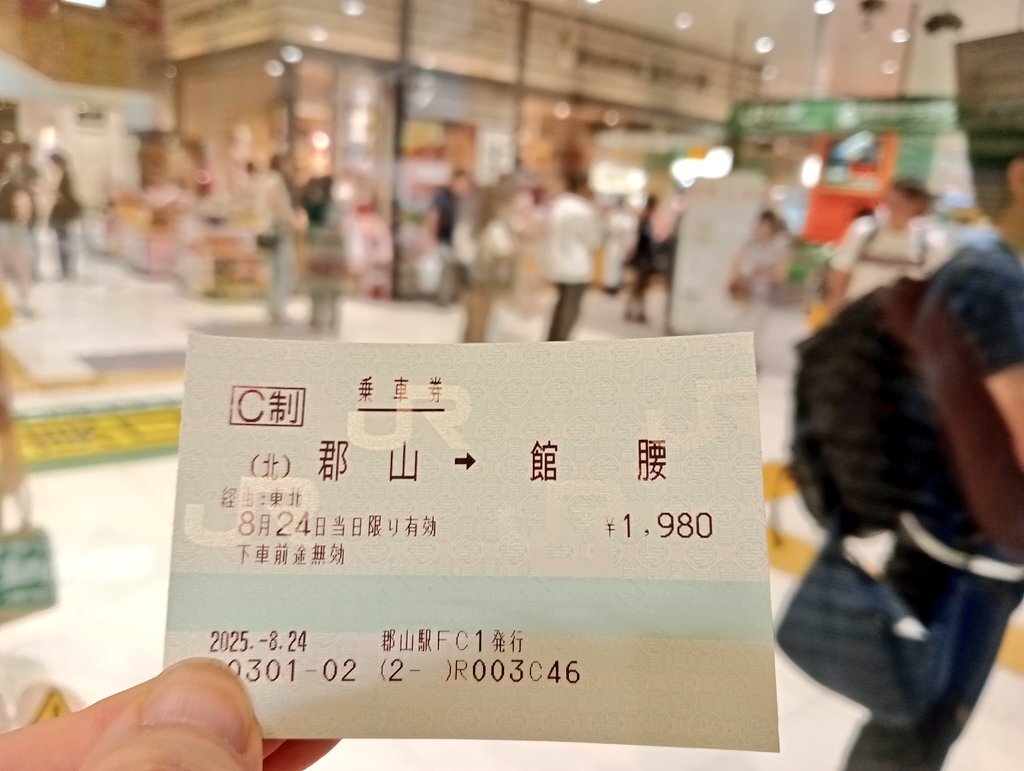 C制 乗車券
(北) 郡山 → 館腰
経由:東北
8月24日当日限り有効 ¥1,980
下車前途無効
2025.-8.24 郡山駅FC1発行
0301-02 (2- )R003C46